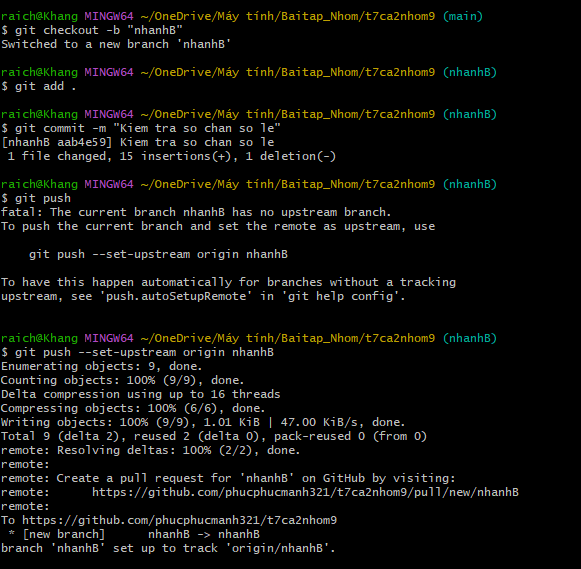 raich@Khang MINGW64 ~/OneDrive/Máy tính/Baitap_Nhom/t7ca2nhom9 (main)
$ git checkout -b "nhanhB"
Switched to a new branch 'nhanhB'
raich@Khang MINGW64 ~/OneDrive/Máy tính/Baitap_Nhom/t7ca2nhom9 (nhanhB)
$ git add .
raich@Khang MINGW64 ~/OneDrive/Máy tính/Baitap_Nhom/t7ca2nhom9 (nhanhB)
$ git commit -m "Kiem tra so chan so le"
[nhanhB aab4e59] Kiem tra so chan so le
 1 file changed, 15 insertions(+), 1 deletion(-)
raich@Khang MINGW64 ~/OneDrive/Máy tính/Baitap_Nhom/t7ca2nhom9 (nhanhB)
$ git push
fatal: The current branch nhanhB has no upstream branch.
To push the current branch and set the remote as upstream, use
    git push --set-upstream origin nhanhB
To have this happen automatically for branches without a tracking
upstream, see 'push.autoSetupRemote' in 'git help config'.
raich@Khang MINGW64 ~/OneDrive/Máy tính/Baitap_Nhom/t7ca2nhom9 (nhanhB)
$ git push --set-upstream origin nhanhB
Enumerating objects: 9, done.
Counting objects: 100% (9/9), done.
Delta compression using up to 16 threads
Compressing objects: 100% (6/6), done.
Writing objects: 100% (9/9), 1.01 KiB | 47.00 KiB/s, done.
Total 9 (delta 2), reused 2 (delta 0), pack-reused 0 (from 0)
remote: Resolving deltas: 100% (2/2), done.
remote:
remote: Create a pull request for 'nhanhB' on GitHub by visiting:
remote:      https://github.com/phucphucmanh321/t7ca2nhom9/pull/new/nhanhB
remote:
To https://github.com/phucphucmanh321/t7ca2nhom9
 * [new branch]      nhanhB -> nhanhB
branch 'nhanhB' set up to track 'origin/nhanhB'.